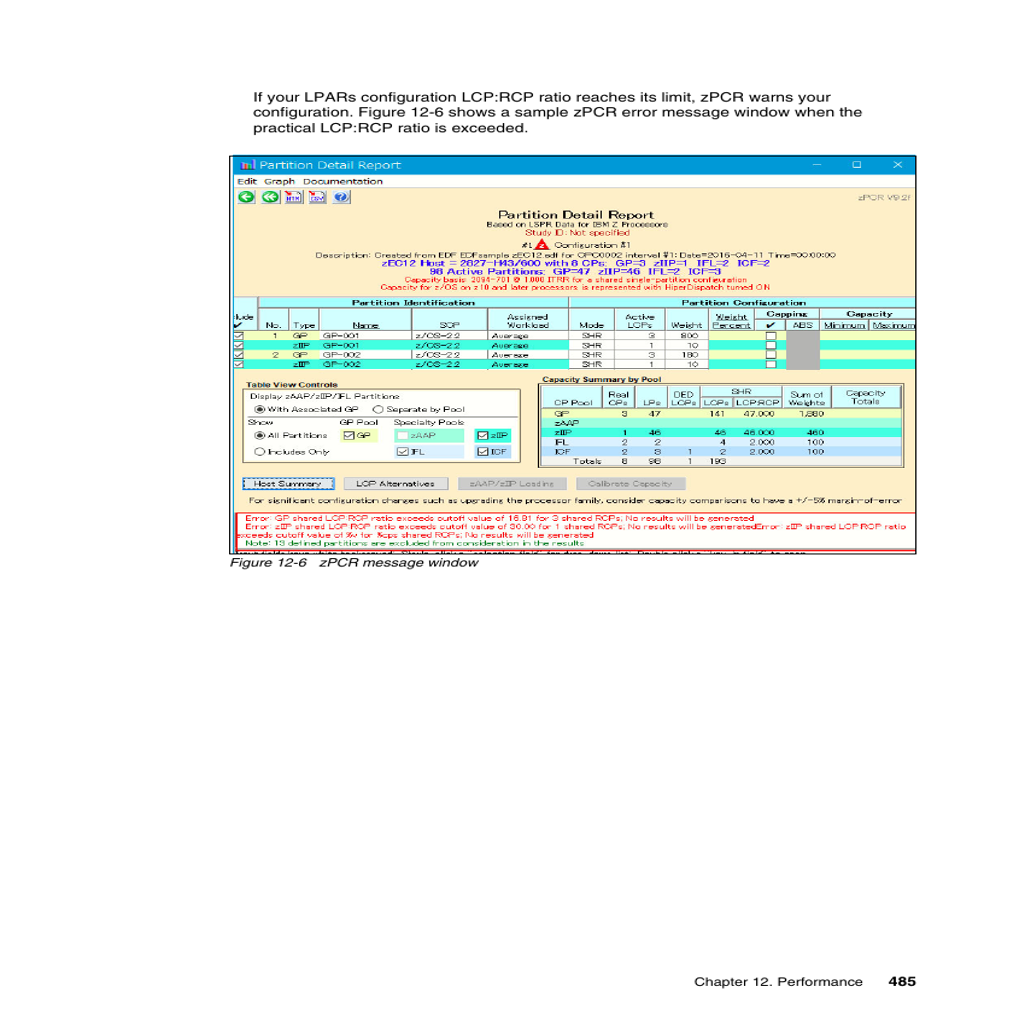 If your LPARs configuration LCP:RCP ratio reaches its limit, zPCR warns your
configuration. Figure 12-6 shows a sample zPCR error message window when the
practical LCP:RCP ratio is exceeded.
Partition Detail Report
Edit Graph Documentation
zPCR V9.2f
Partition Detail Report
Based on LSPR Data for IBM Z Processors
Study ID: Not specified
#1 Configuration #1
Description: Created from EDF EDFsample zEC12.edf for CPC0002 interval #1: Date=2016-04-11 Time=00:00:00
zEC12 Host = 2827-H43/600 with 8 CPs: GP=3 zIIP=1 IFL=2 ICF=2
98 Active Partitions: GP=47 zIIP=46 IFL=2 ICF=3
Capacity basis: 2094-701 @ 1.000 ITRR for a shared single-partition configuration
Capacity for z/OS on z10 and later processors is represented with HiperDispatch turned ON
Partition Identification Partition Configuration
clude Assigned Active Weight Capping Capacity
✔ No. Type Name SCP Workload Mode LCPs Weight Percent ✔ ABS Minimum Maximum
1 GP GP-001 z/OS-2.2 Average SHR 3 800
zIIP GP-001 z/OS-2.2 Average SHR 1 10
2 GP GP-002 z/OS-2.2 Average SHR 3 180
zIIP GP-002 z/OS-2.2 Average SHR 1 10
Table View Controls
Display zAAP/zIIP/IFL Partitions
With Associated GP Separate by Pool
Show GP Pool Specialty Pools
All Partitions GP zAAP zIIP
Includes Only IFL ICF
Capacity Summary by Pool
Real DED SHR Sum of Capacity
CP Pool CPs LPs LCPs LCPs LCP:RCP Weights Totals
GP 3 47 141 47.000
zAAP
zIIP 1 46 46 46.000 460
IFL 2 2 4 2.000 100
ICF 2 3 1 2 2.000 100
Totals 8 98 1 193
Host Summary LCP Alternatives zAAP/zIIP Loading Calibrate Capacity
For significant configuration changes such as upgrading the processor family, consider capacity comparisons to have a +/-5% margin-of-error
Error: GP shared LCP:RCP ratio exceeds cutoff value of 16.91 for 3 shared RCPs; No results will be generated
Error: zIIP shared LCP:RCP ratio exceeds cutoff value of 30.00 for 1 shared RCPs; No results will be generatedError: zIIP shared LCP:RCP ratio
exceeds cutoff value of %v for %cps shared RCPs; No results will be generated
Note: 13 defined partitions are excluded from consideration in the results
Figure 12-6 zPCR message window
Chapter 12. Performance 485